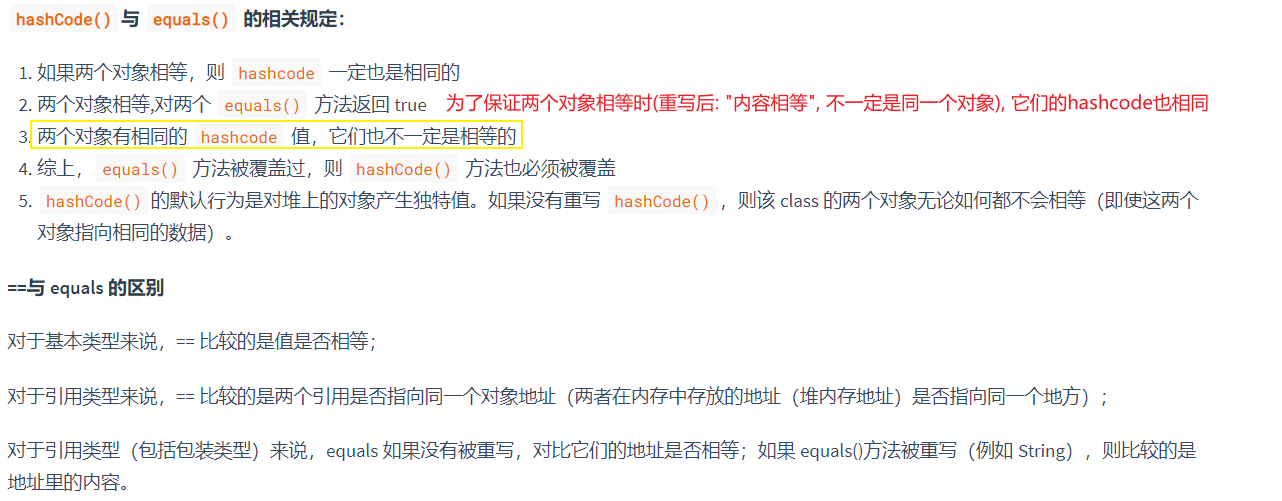 hashCode() 与 equals() 的相关规定：
1. 如果两个对象相等，则 hashcode 一定也是相同的
2. 两个对象相等,对两个 equals() 方法返回 true 为了保证两个对象相等时(重写后: "内容相等", 不一定是同一个对象), 它们的hashcode也相同
3. 两个对象有相同的 hashcode 值，它们也不一定是相等的
4. 综上， equals() 方法被覆盖过，则 hashCode() 方法也必须被覆盖
5. hashCode() 的默认行为是对堆上的对象产生独特值。如果没有重写 hashCode() ，则该 class 的两个对象无论如何都不会相等（即使这两个
对象指向相同的数据）。
==与 equals 的区别
对于基本类型来说，== 比较的是值是否相等；
对于引用类型来说，== 比较的是两个引用是否指向同一个对象地址（两者在内存中存放的地址（堆内存地址）是否指向同一个地方）；
对于引用类型（包括包装类型）来说，equals 如果没有被重写，对比它们的地址是否相等；如果 equals()方法被重写（例如 String），则比较的是
地址里的内容。